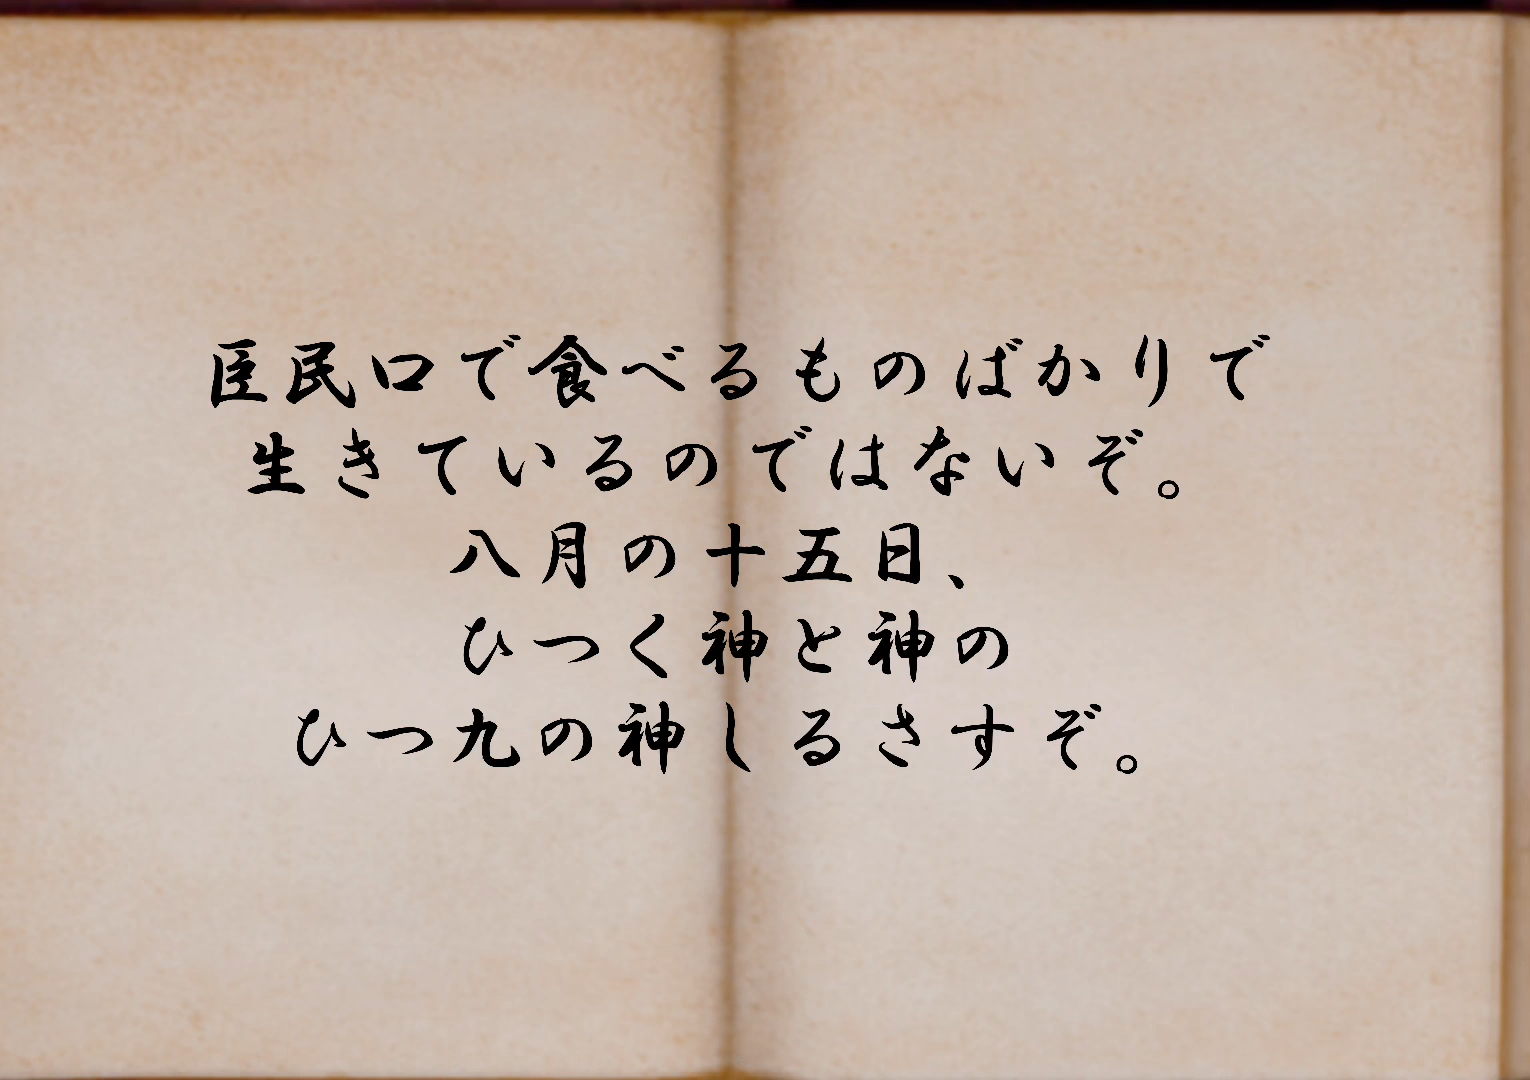 臣民口で食べるものばかりで
生きているのではないぞ。
八月の十五日、
ひつく神と神の
ひつ九の神しるさすぞ。